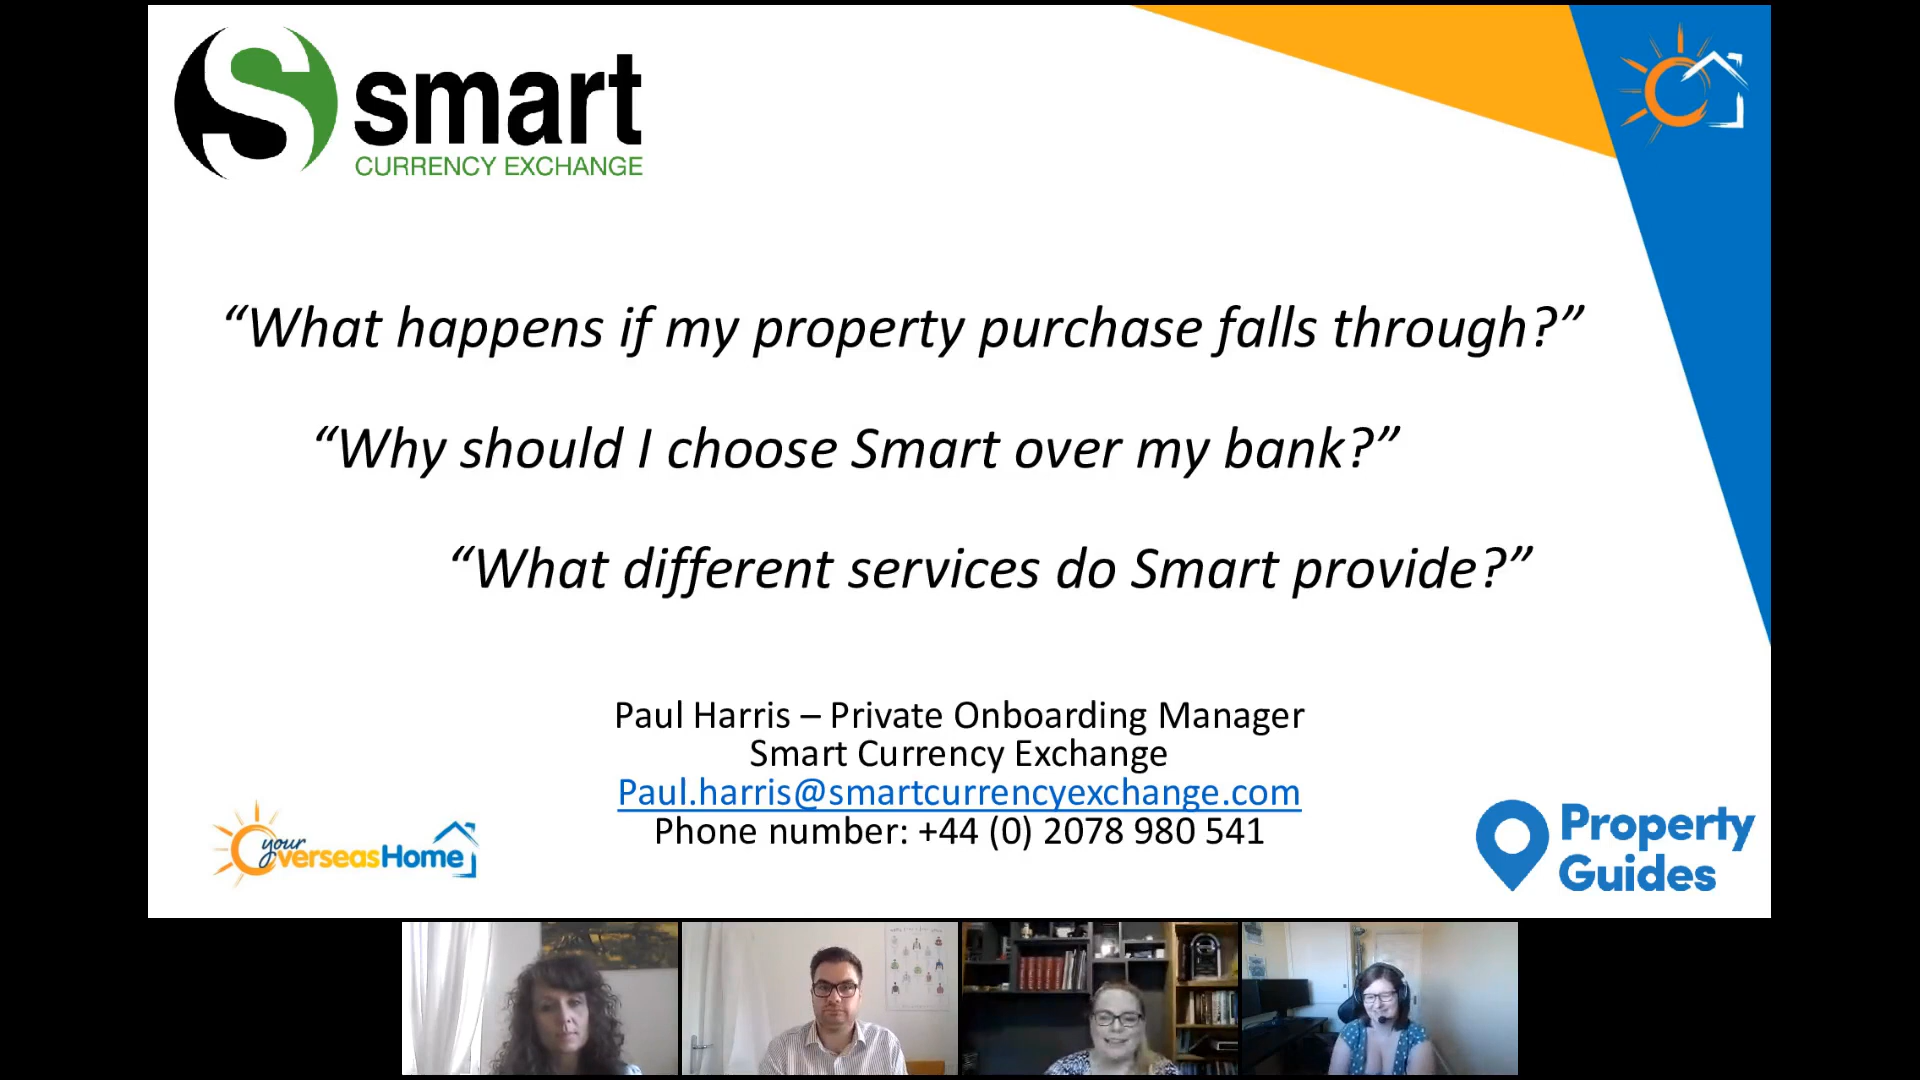 smart
CURRENCY EXCHANGE
“What happens if my property purchase falls through?”
“Why should I choose Smart over my bank?”
“What different services do Smart provide?”
Paul Harris – Private Onboarding Manager
Smart Currency Exchange
Paul.harris@smartcurrencyexchange.com
Phone number: +44 (0) 2078 980 541
your
OverseasHome
Property
Guides